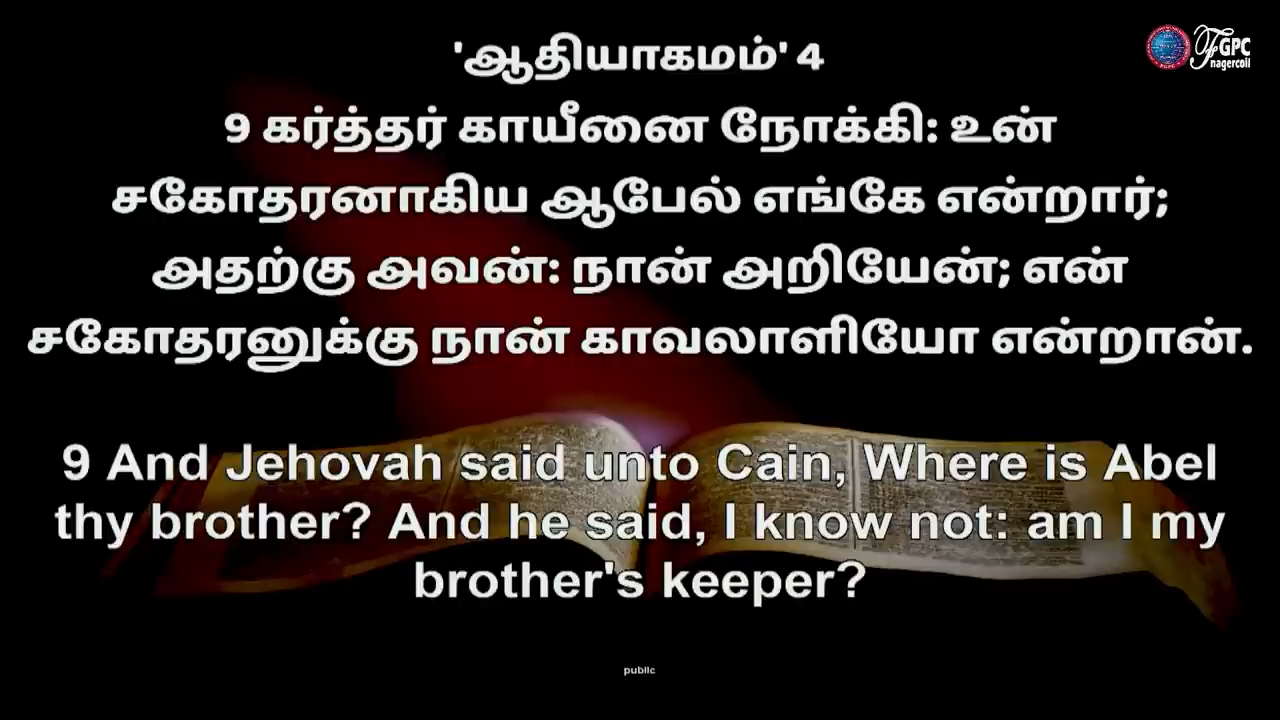 'ஆதியாகமம்' 4
FGPC
nagercoil
9 கர்த்தர் காயீனை நோக்கி: உன்
சகோதரனாகிய ஆபேல் எங்கே என்றார்;
அதற்கு அவன்: நான் அறியேன்; என்
சகோதரனுக்கு நான் காவலாளியோ என்றான்.
9 And Jehovah said unto Cain, Where is Abel
thy brother? And he said, I know not: am I my
brother's keeper?
public